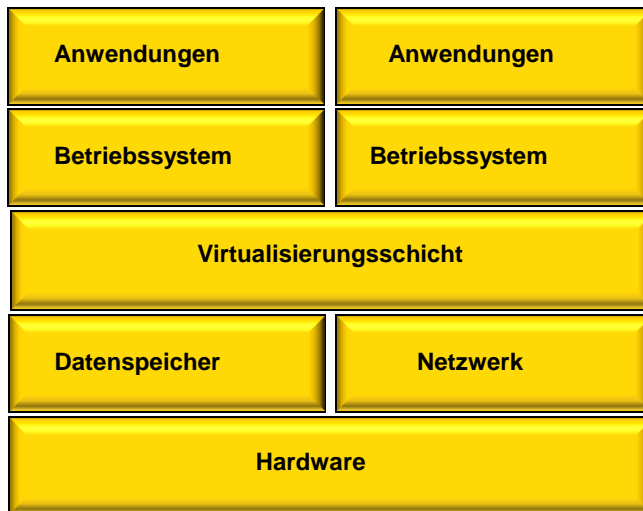 Anwendungen Anwendungen
Betriebssystem Betriebssystem
Virtualisierungsschicht
Datenspeicher Netzwerk
Hardware